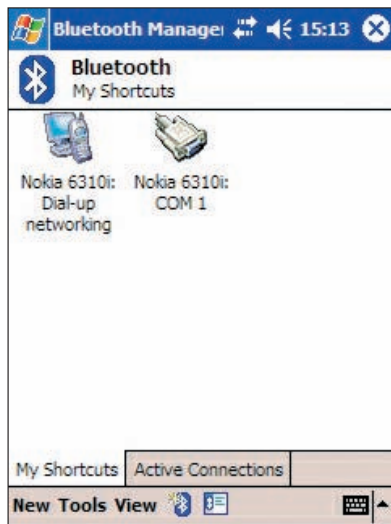 Bluetooth Manager 15:13
Bluetooth
My Shortcuts
Nokia 6310i:
Dial-up
networking
Nokia 6310i:
COM 1
My Shortcuts Active Connections
New Tools View